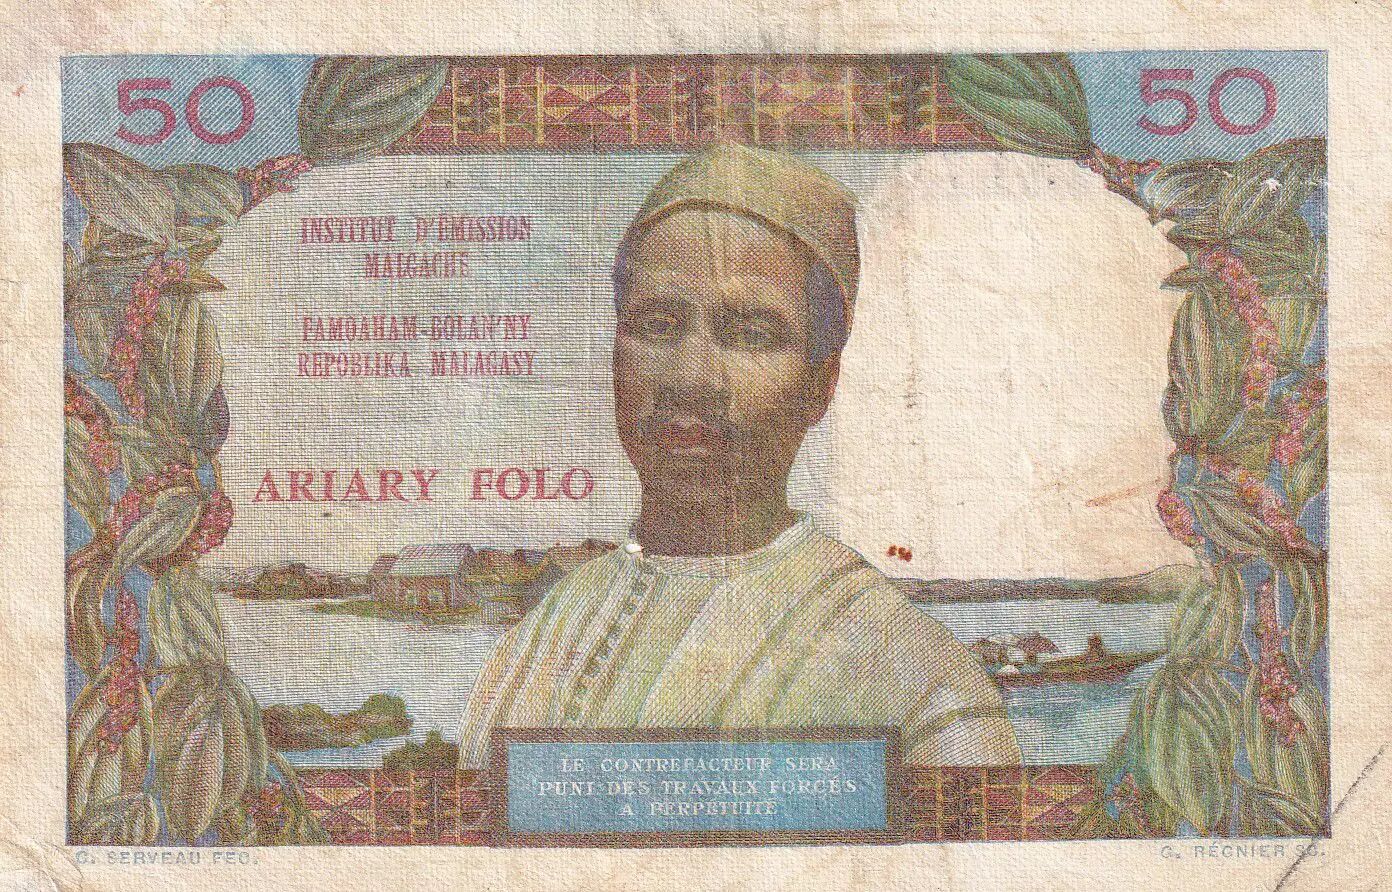 50
50
INSTITUT D'EMISSION
MALGACHE
FAMOAHAM-BOLAN'NY
REPOBLIKA MALAGASY
ARIARY FOLO
LE CONTREFACTEUR SERA
PUNI DES TRAVAUX FORCÉS
A PERPÉTUITÉ
C. SERVEAU FEC.
G. RÉGNIER SC.